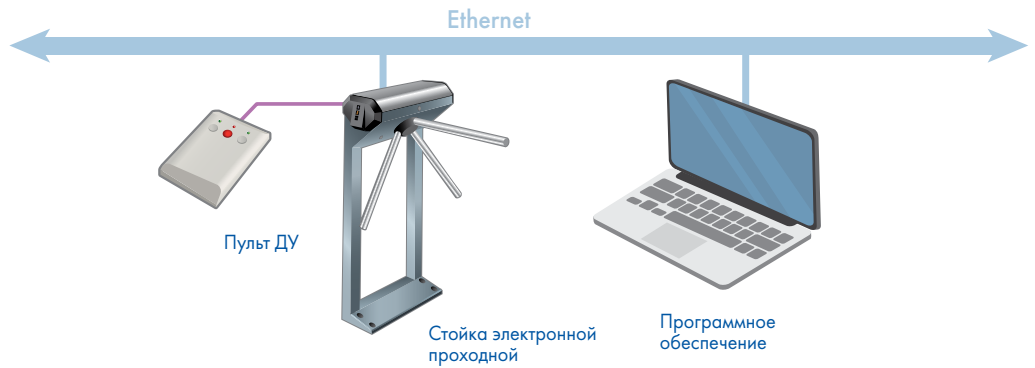 Ethernet
Пульт ДУ
Стойка электронной
проходной
Программное
обеспечение